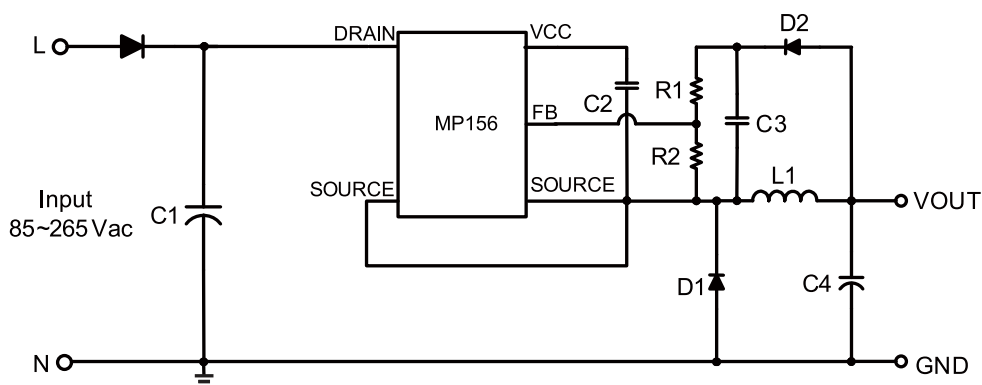 L
DRAIN
VCC
D2
C2
R1
FB
MP156
C3
R2
SOURCE
SOURCE
L1
Input
85~265Vac
C1
VOUT
D1
C4
N
GND